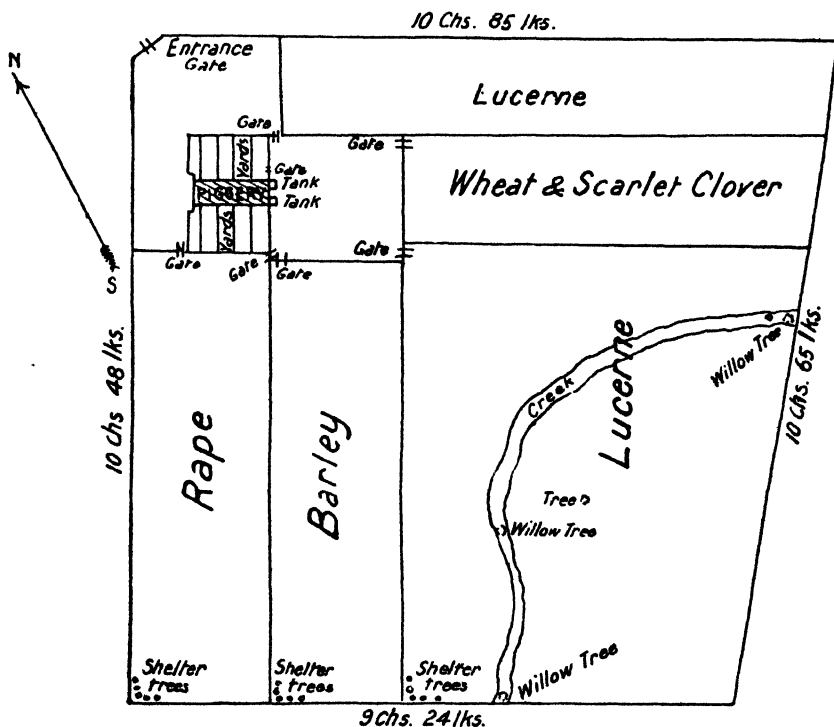 10 Chs. 85 lks.
N
Entrance
Gate
Lucerne
Gate
Gate
Yards
Gate
Tank
Tank
Wheat & Scarlet Clover
Yards
Gate
Gate
Gate
Gate
S
10 Chs 48 lks.
Rape
Barley
Creek
Lucerne
Willow Tree
10 Chs. 65 lks.
Tree
Willow Tree
Shelter
trees
Shelter
trees
Shelter
trees
Willow Tree
9 Chs. 24 lks.